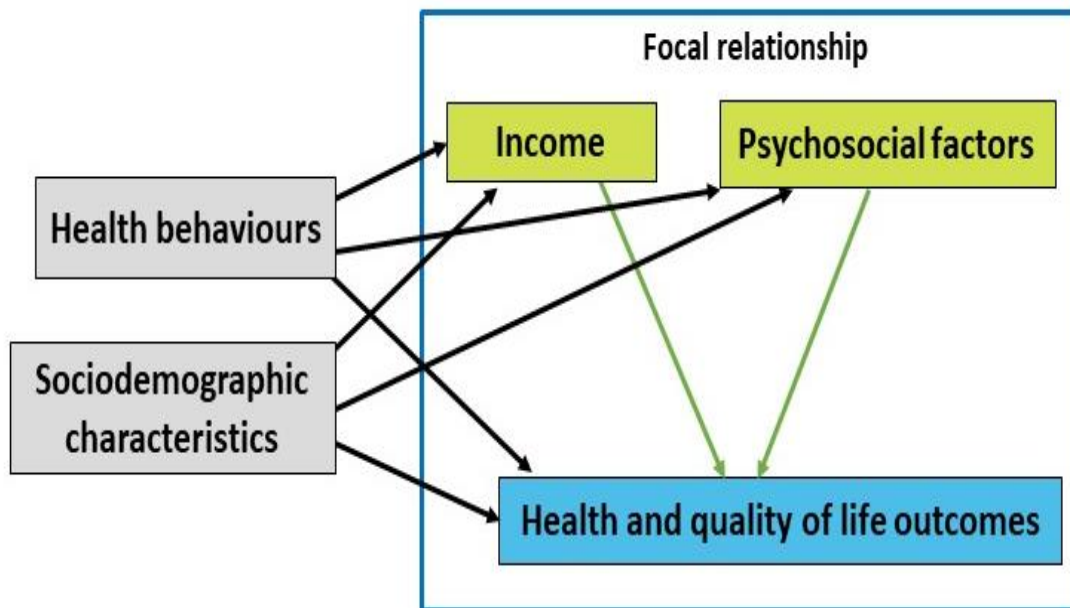 Focal relationship
Income
Psychosocial factors
Health behaviours
Sociodemographic
characteristics
Health and quality of life outcomes